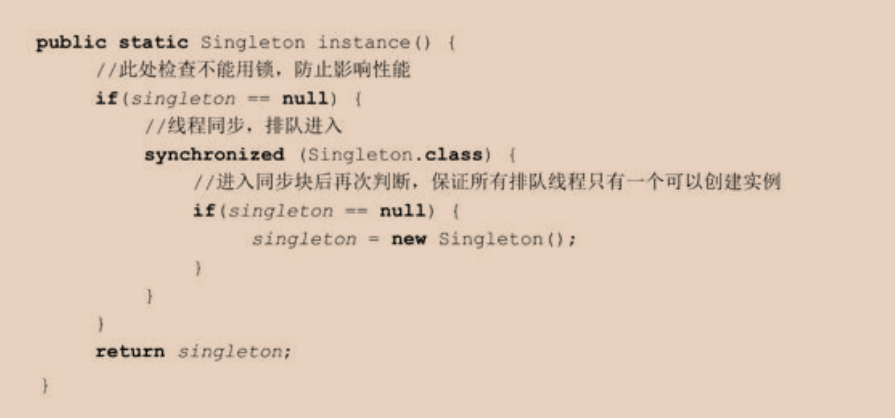 public static Singleton instance() {
//此处检查不能用锁，防止影响性能
if(singleton == null) {
//线程同步，排队进入
synchronized (Singleton.class) {
//进入同步块后再次判断，保证所有排队线程只有一个可以创建实例
if(singleton == null) {
singleton = new Singleton();
}
}
}
return singleton;
}